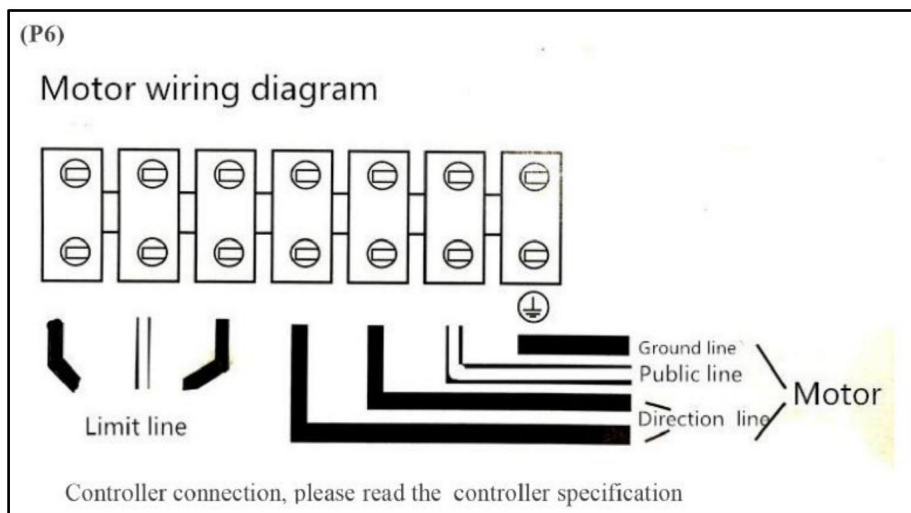 (P6)
Motor wiring diagram
Ground line
Public line
Direction line
Motor
Limit line
Controller connection, please read the controller specification